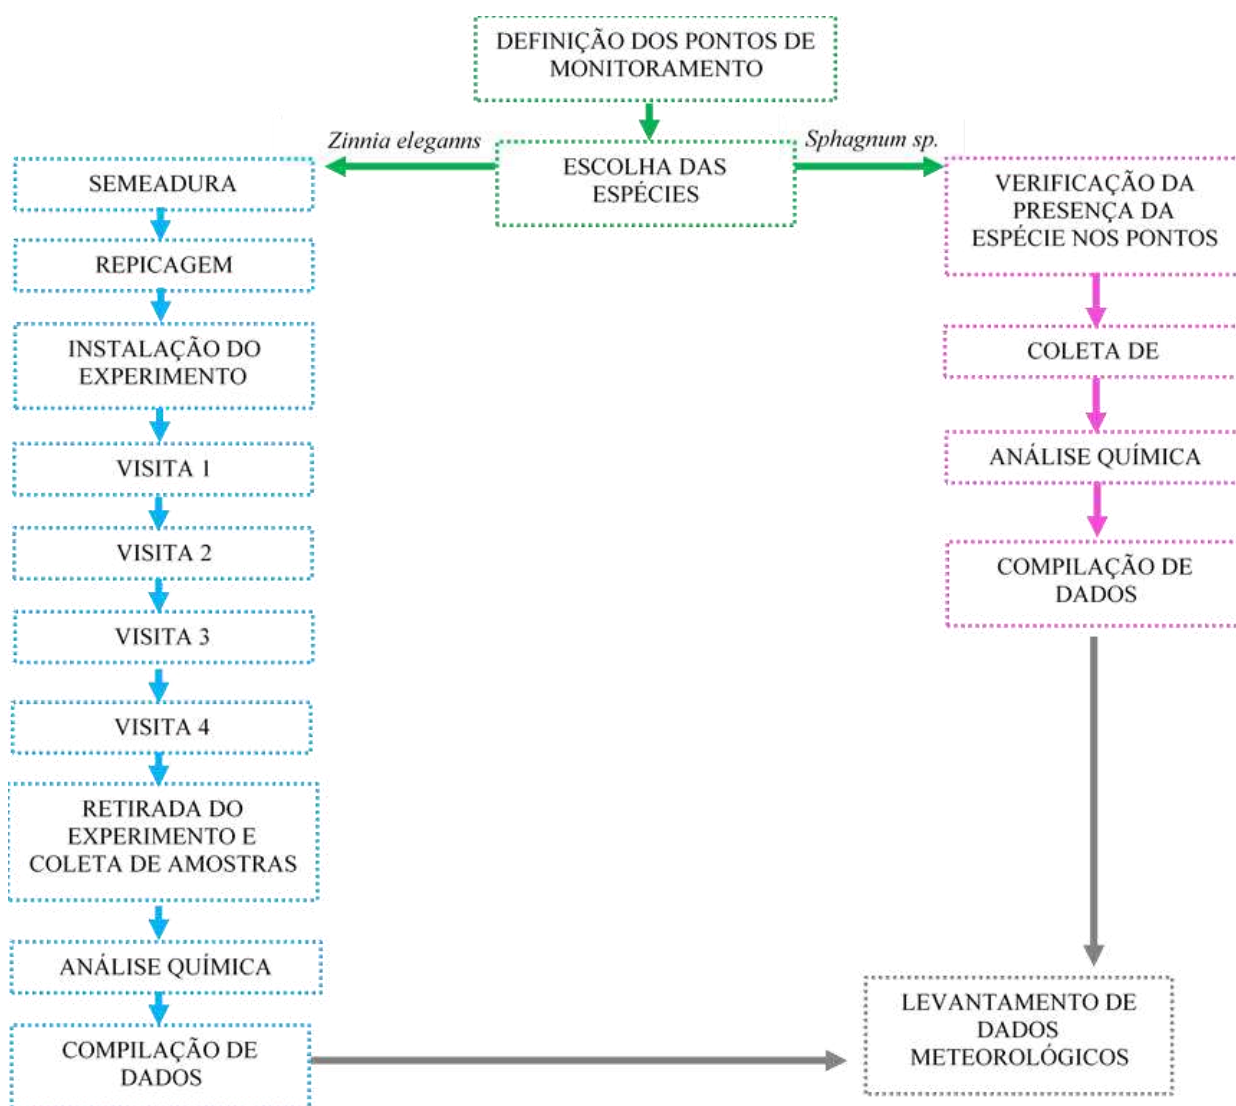 DEFINIÇÃO DOS PONTOS DE
MONITORAMENTO
Zinnia eleganns
Sphagnum sp.
ESCOLHA DAS
ESPÉCIES
SEMEADURA
REPICAGEM
INSTALAÇÃO DO
EXPERIMENTO
VISITA 1
VISITA 2
VISITA 3
VISITA 4
RETIRADA DO
EXPERIMENTO E
COLETA DE AMOSTRAS
ANÁLISE QUÍMICA
COMPILAÇÃO DE
DADOS
VERIFICAÇÃO DA
PRESENÇA DA
ESPÉCIE NOS PONTOS
COLETA DE
ANÁLISE QUÍMICA
COMPILAÇÃO DE
DADOS
LEVANTAMENTO DE
DADOS
METEOROLÓGICOS